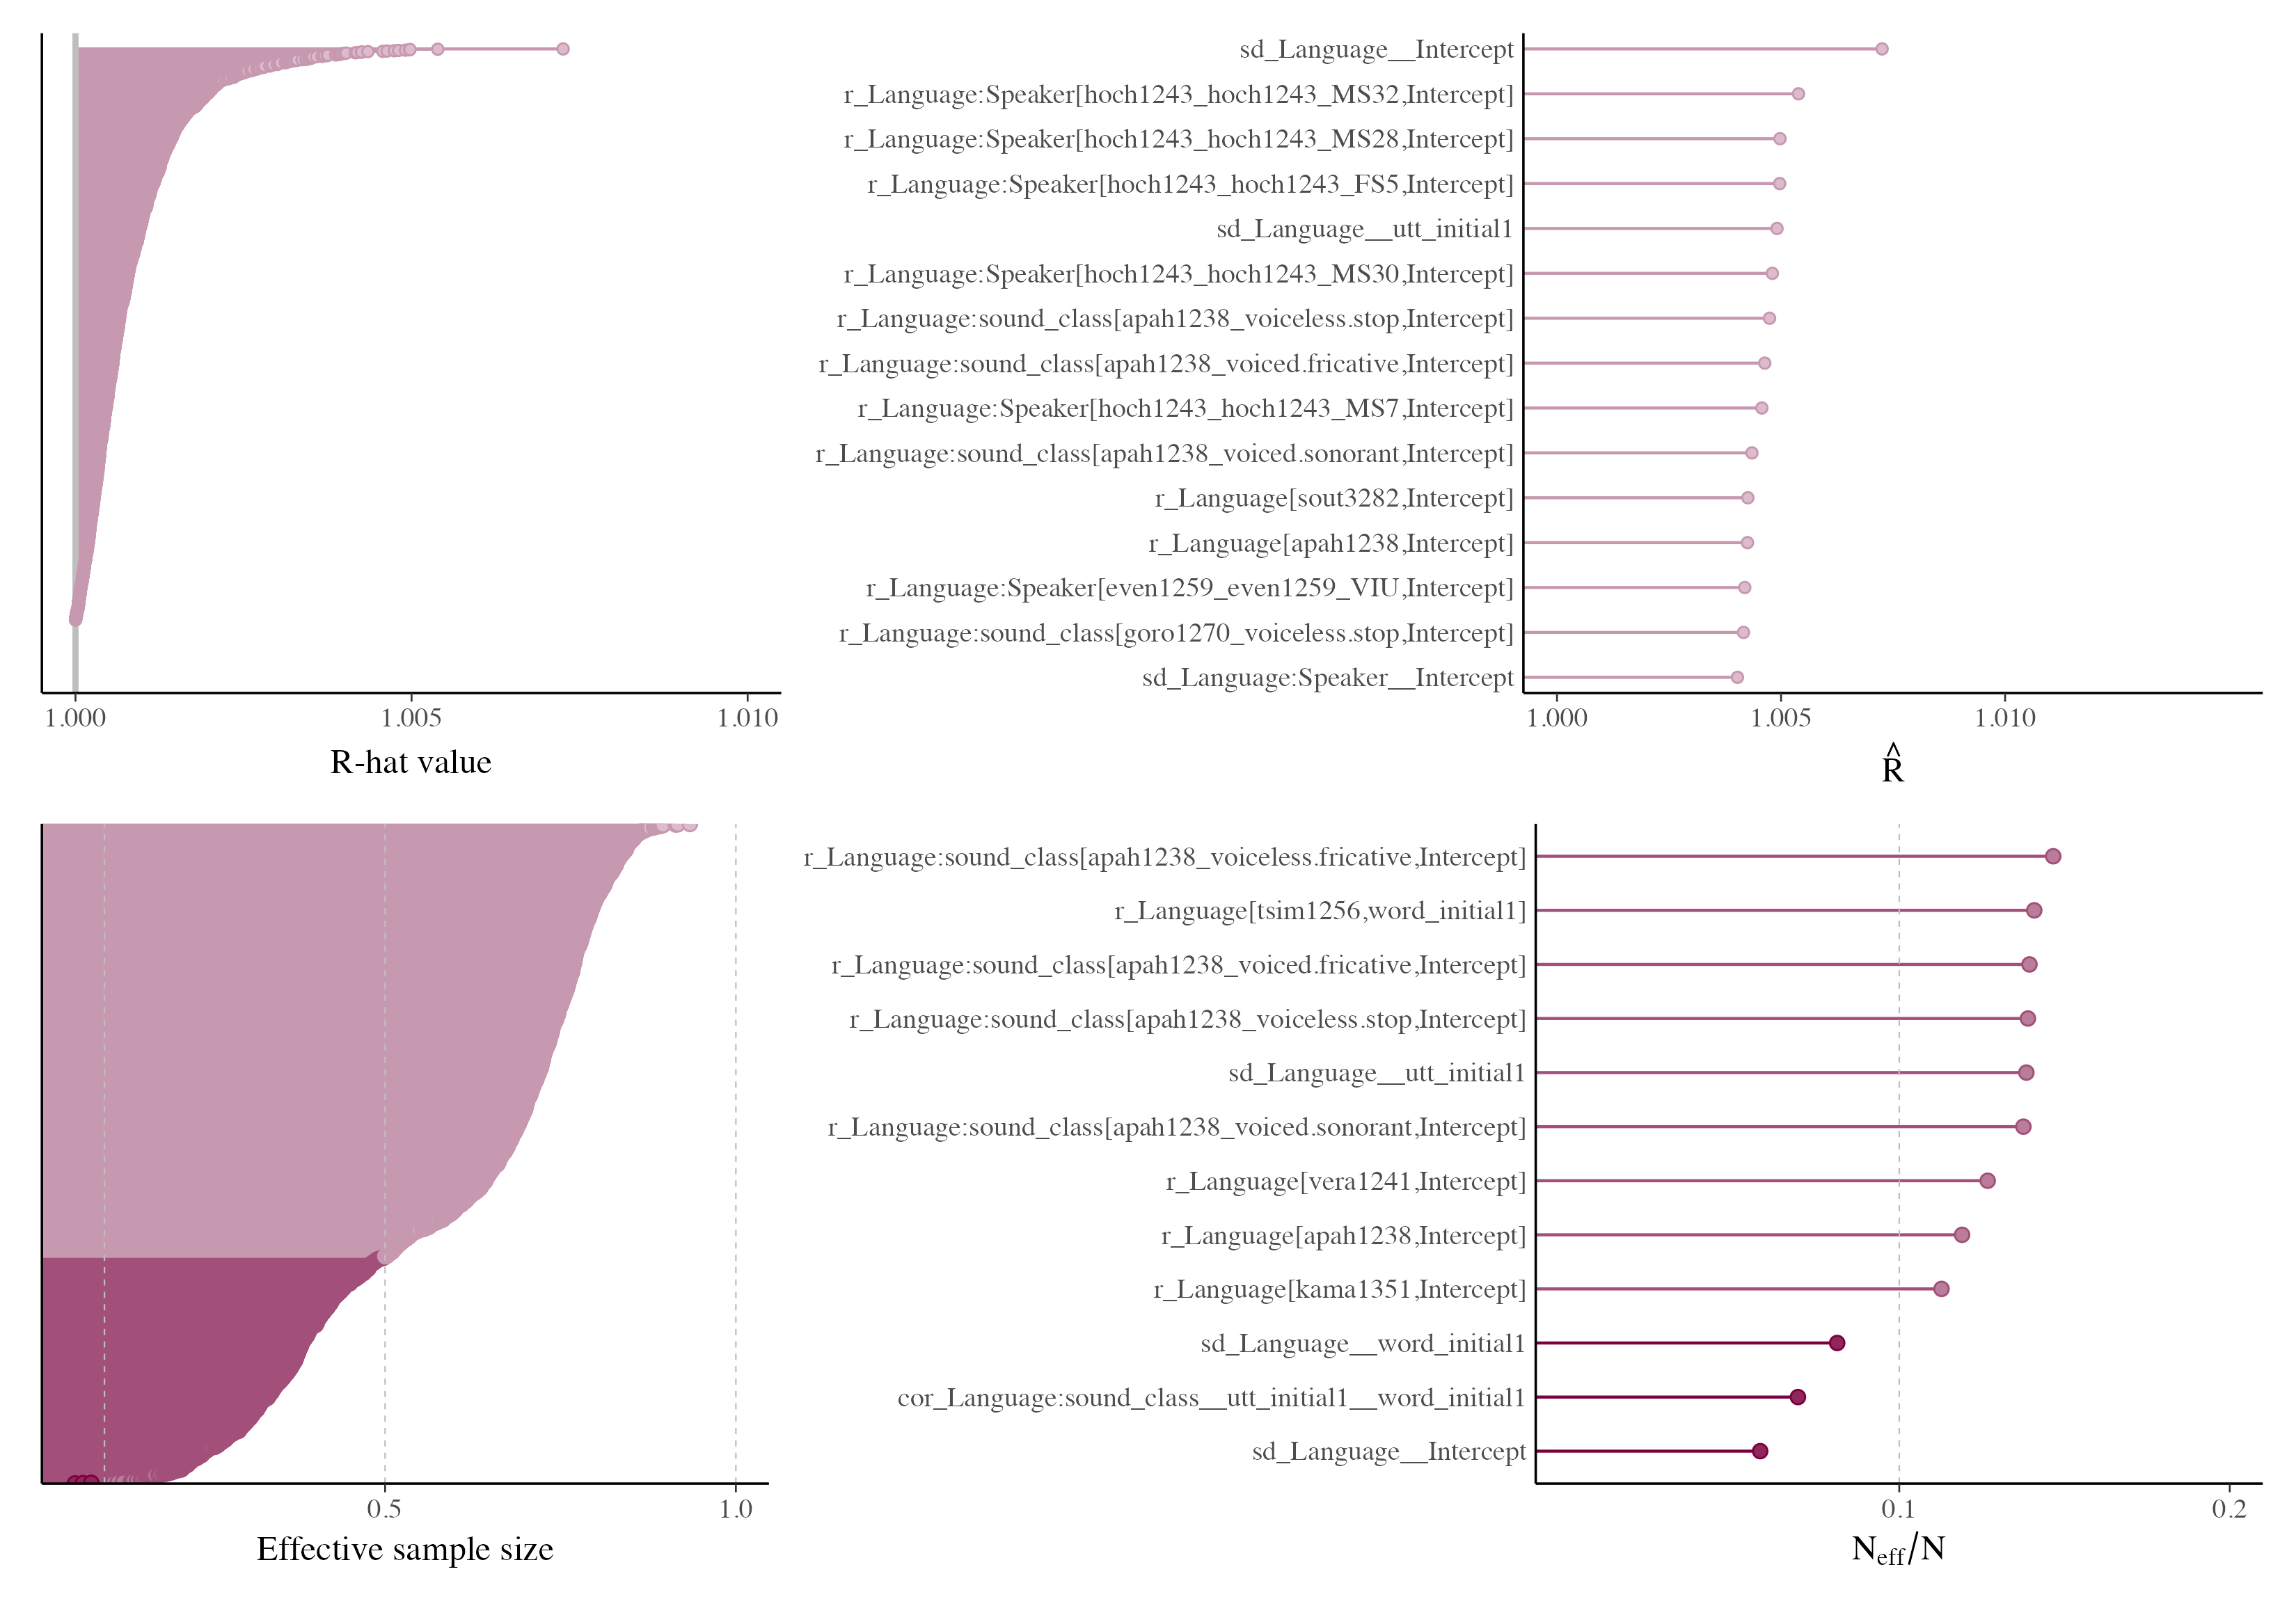 sd_Language__Intercept
r_Language:Speaker[hoch1243_hoch1243_MS32,Intercept]
r_Language:Speaker[hoch1243_hoch1243_MS28,Intercept]
r_Language:Speaker[hoch1243_hoch1243_FS5,Intercept]
sd_Language__utt_initial1
r_Language:Speaker[hoch1243_hoch1243_MS30,Intercept]
r_Language:sound_class[apah1238_voiceless.stop,Intercept]
r_Language:sound_class[apah1238_voiced.fricative,Intercept]
r_Language:Speaker[hoch1243_hoch1243_MS7,Intercept]
r_Language:sound_class[apah1238_voiced.sonorant,Intercept]
r_Language[sout3282,Intercept]
r_Language[apah1238,Intercept]
r_Language:Speaker[even1259_even1259_VIU,Intercept]
r_Language:sound_class[goro1270_voiceless.stop,Intercept]
sd_Language:Speaker__Intercept
1.000 1.005 1.010
R-hat value
1.000 1.005 1.010
R̂
r_Language:sound_class[apah1238_voiceless.fricative,Intercept]
r_Language[tsim1256,word_initial1]
r_Language:sound_class[apah1238_voiced.fricative,Intercept]
r_Language:sound_class[apah1238_voiceless.stop,Intercept]
sd_Language__utt_initial1
r_Language:sound_class[apah1238_voiced.sonorant,Intercept]
r_Language[vera1241,Intercept]
r_Language[apah1238,Intercept]
r_Language[kama1351,Intercept]
sd_Language__word_initial1
cor_Language:sound_class__utt_initial1__word_initial1
sd_Language__Intercept
0.5 1.0
Effective sample size
0.1 0.2
Neff/N